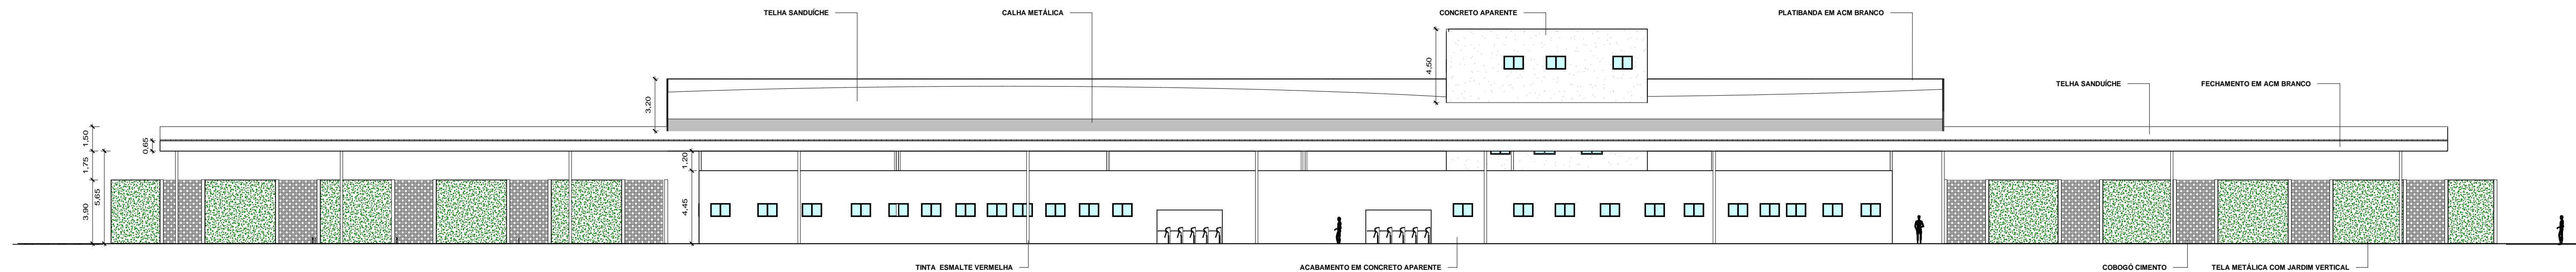 TELHA SANDUÍCHE
CALHA METÁLICA
CONCRETO APARENTE
PLATIBANDA EM ACM BRANCO
4,50
TELHA SANDUÍCHE
FECHAMENTO EM ACM BRANCO
3,20
1,50
0,65
1,75
1,20
5,65
3,90
4,45
TINTA ESMALTE VERMELHA
ACABAMENTO EM CONCRETO APARENTE
COBOGÓ CIMENTO
TELA METÁLICA COM JARDIM VERTICAL